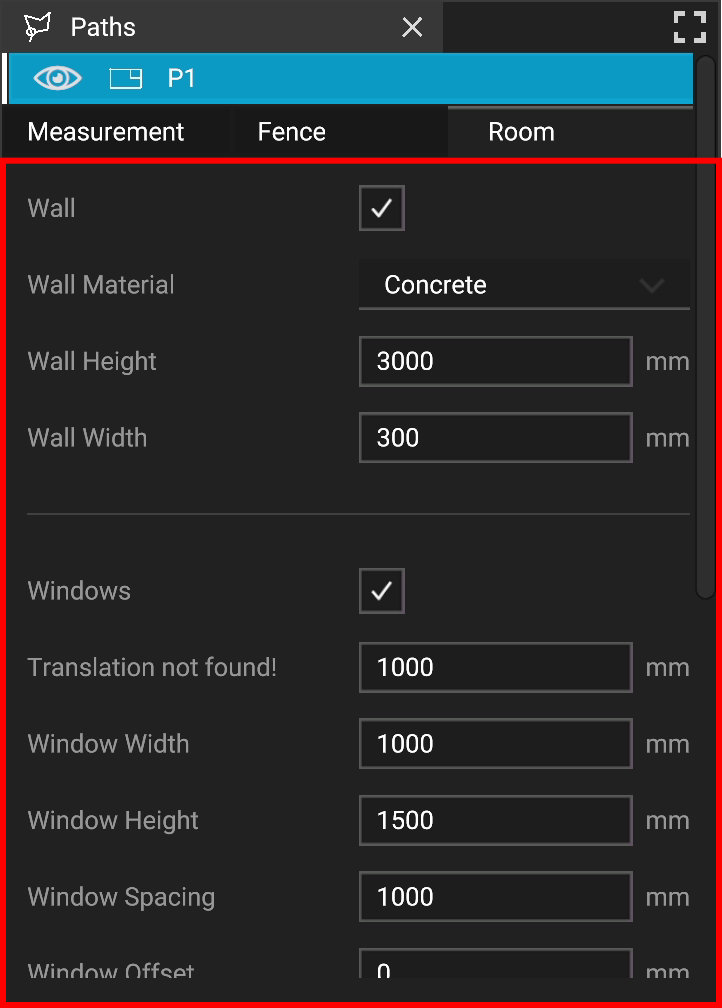 Paths
P1
Measurement Fence Room
Wall
Wall Material Concrete
Wall Height 3000 mm
Wall Width 300 mm
Windows
Translation not found! 1000 mm
Window Width 1000 mm
Window Height 1500 mm
Window Spacing 1000 mm
Window Offset 0 mm